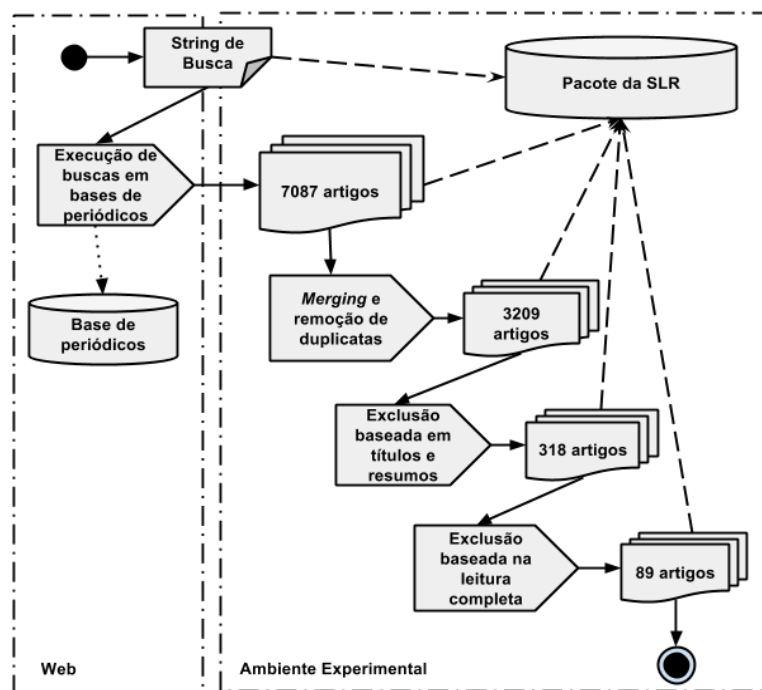 String de
Busca
Pacote da SLR
Execução de
buscas em
bases de
periódicos
7087 artigos
Merging e
remoção de
duplicatas
3209
artigos
Base de
periódicos
Exclusão
baseada em
títulos e
resumos
318 artigos
Exclusão
baseada na
leitura
completa
89 artigos
Web
Ambiente Experimental